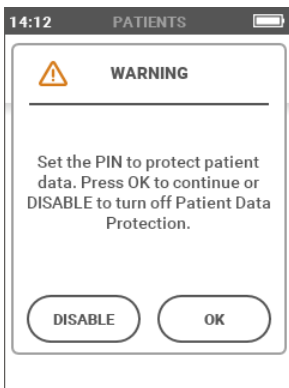 14:12 PATIENTS
WARNING
Set the PIN to protect patient
data. Press OK to continue or
DISABLE to turn off Patient Data
Protection.
DISABLE OK